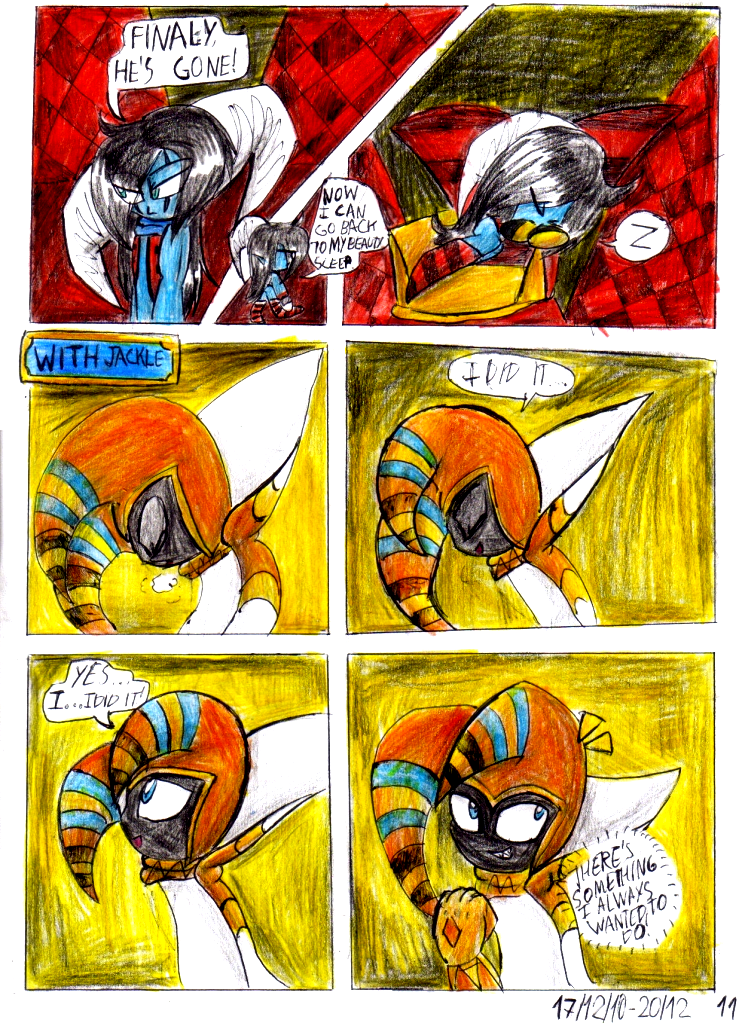 FINALY,
HE'S GONE!
NOW
I CAN
GO BACK
TO MY BEAUTY
SLEEP
Z
WITH JACKLE
I DID IT...
YES...
I...I DID IT!
THERE'S
SOMETHING
I ALWAYS
WANTED TO
DO!
17/12/10-20/12 11